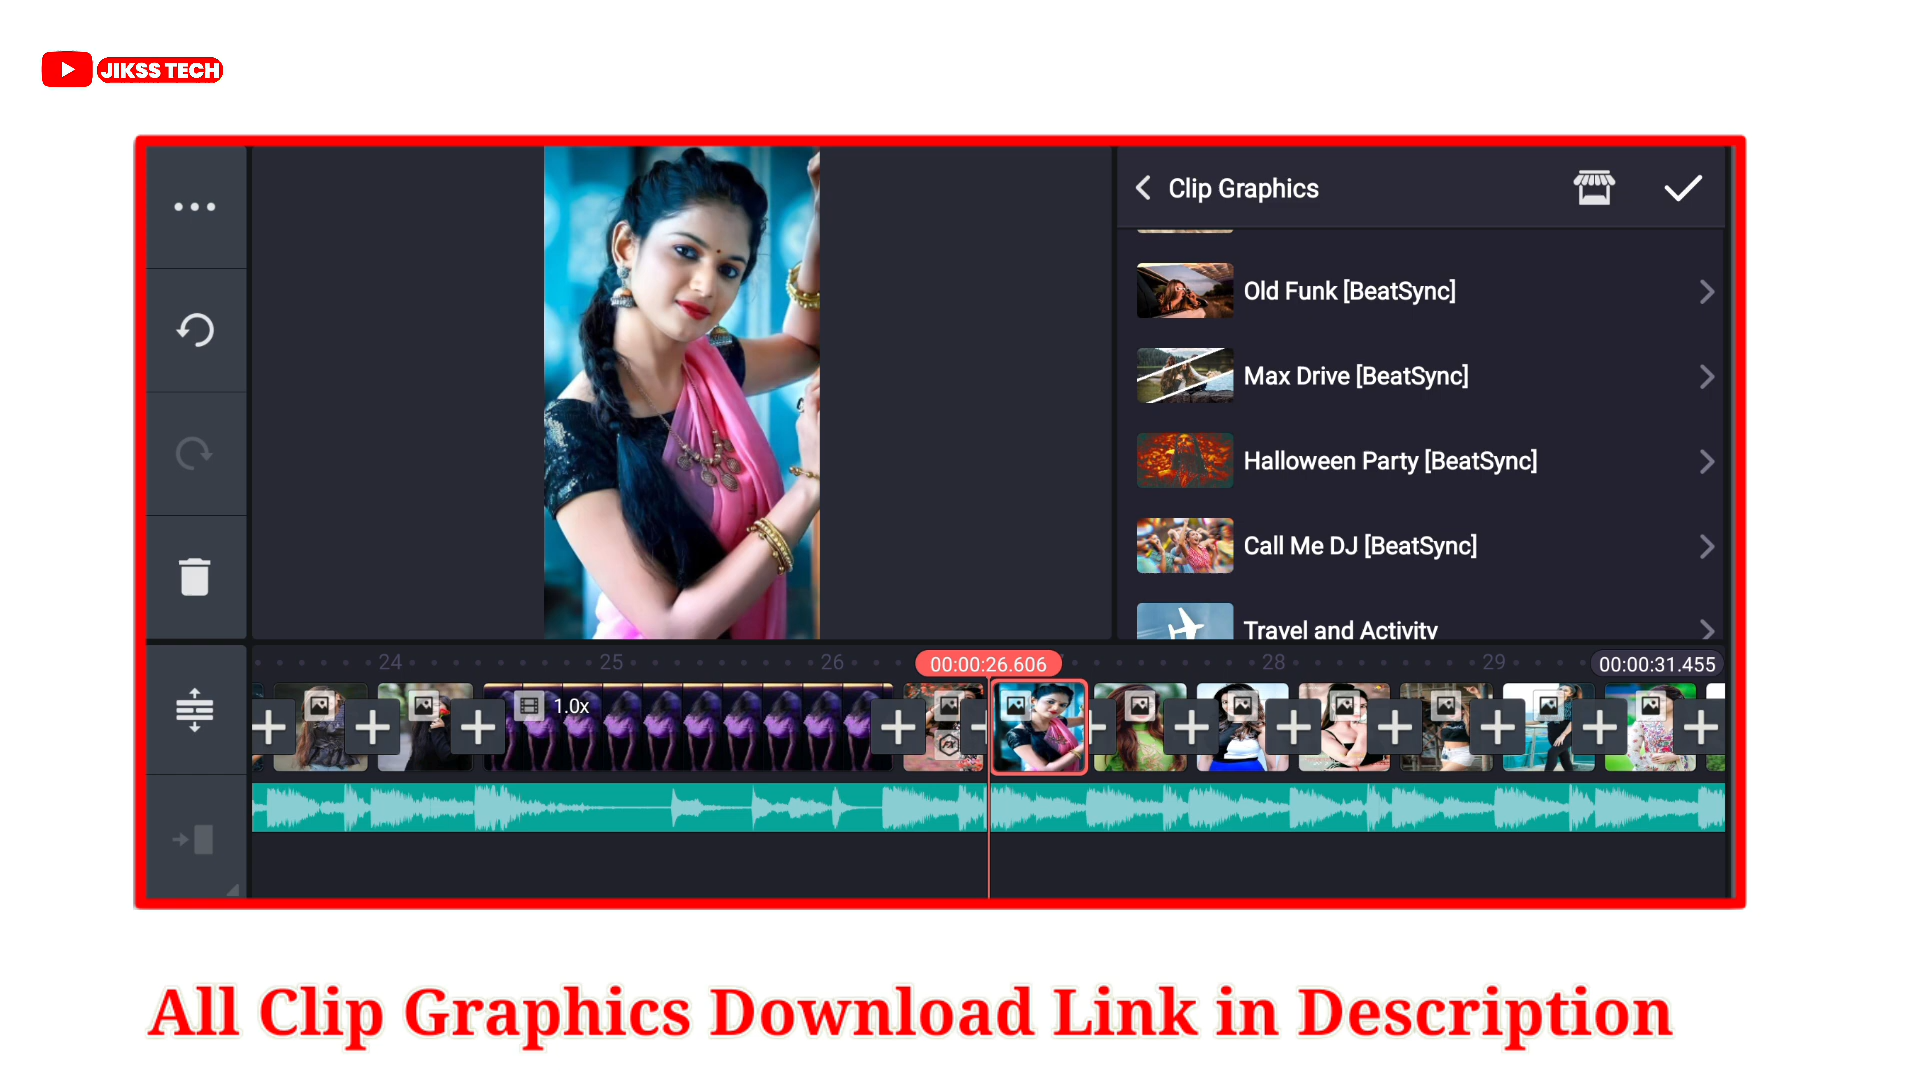 JIKSS TECH
Clip Graphics
Old Funk [BeatSync]
Max Drive [BeatSync]
Halloween Party [BeatSync]
Call Me DJ [BeatSync]
Travel and Activity
24 25 26 00:00:26.606 28 29 00:00:31.455
1.0x
All Clip Graphics Download Link in Description